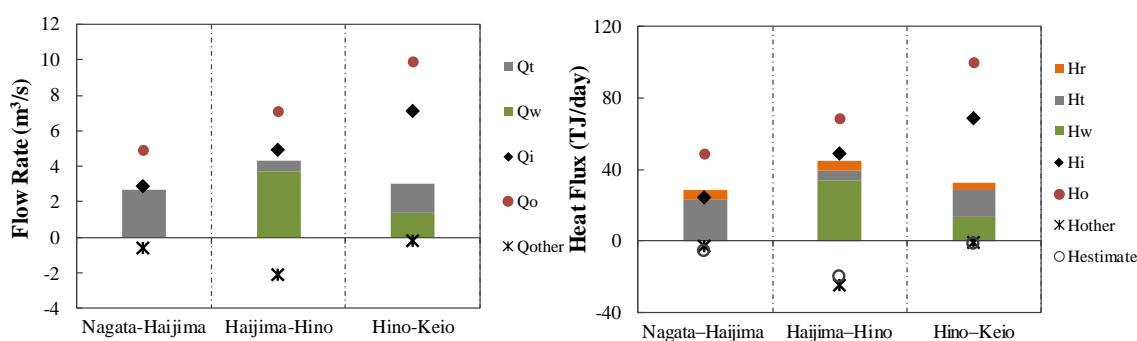 Flow Rate (m³/s)
12
10
8
6
4
2
0
-2
-4
Nagata-Haijima
Haijima-Hino
Hino-Keio
Qt
Qw
Qi
Qo
Qother
Heat Flux (TJ/day)
120
80
40
0
-40
Nagata–Haijima
Haijima–Hino
Hino–Keio
Hr
Ht
Hw
Hi
Ho
Hother
Hestimate